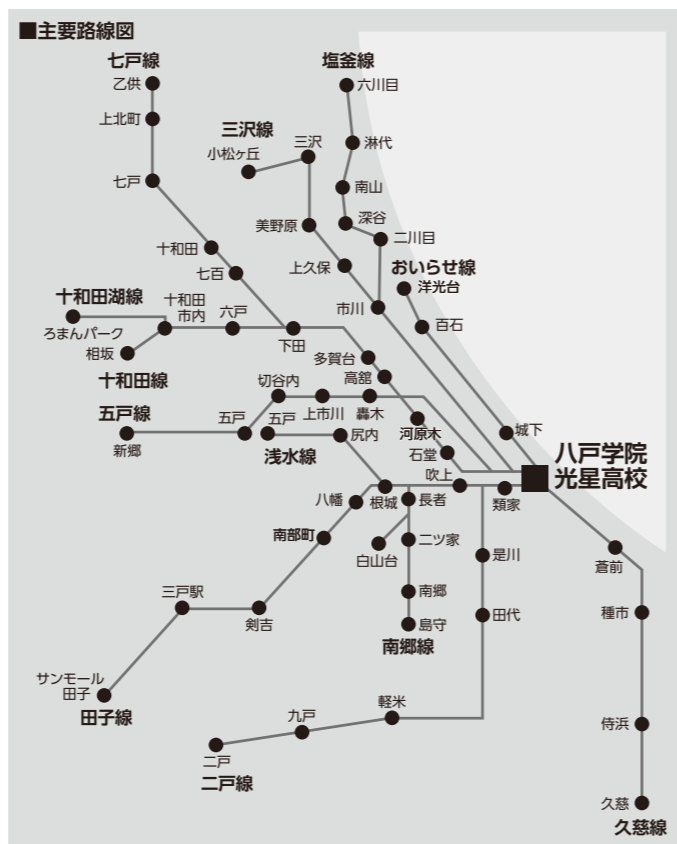 ■主要路線図
七戸線
乙供
上北町
七戸
十和田
七百
塩釜線
六川目
淋代
南山
深谷
二川目
三沢線
小松ヶ丘
三沢
美野原
上久保
市川
おいらせ線
洋光台
百石
城下
十和田湖線
ろまんパーク
十和田
市内
六戸
下田
相坂
十和田線
多賀台
高舘
河原木
石堂
五戸線
新郷
五戸
切谷内
上市川
轟木
五戸
尻内
浅水線
八戸学院
光星高校
吹上
類家
根城
長者
八幡
南部町
白山台
二ツ家
是川
南郷
田代
島守
南郷線
三戸駅
剣吉
サンモール
田子
田子線
軽米
九戸
二戸
二戸線
蒼前
種市
侍浜
久慈
久慈線